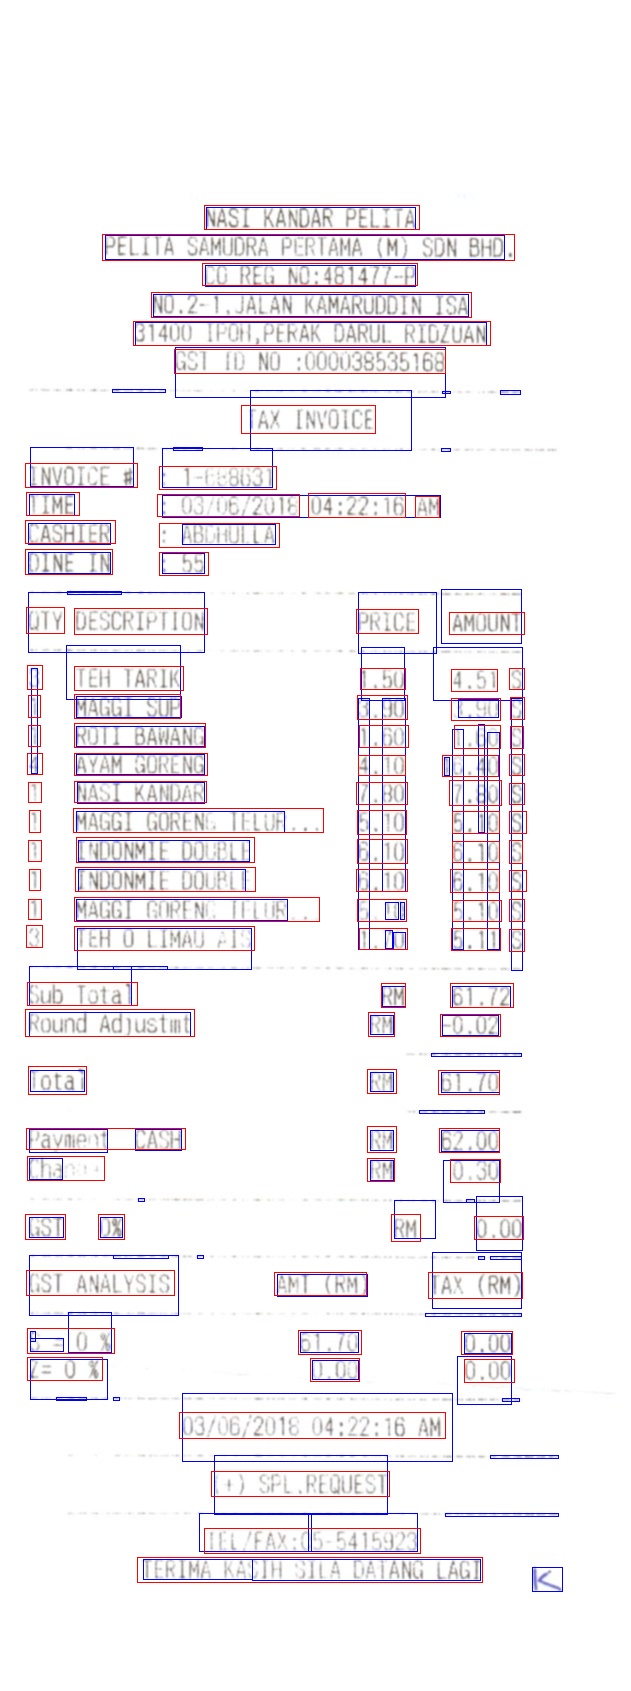 NASI KANDAR PELITA
PELITA SAMUDRA PERTAMA (M) SDN BHD.
CO REG NO:481477-P
NO.2-1,JALAN KAMARUDDIN ISA
31400 IPOH,PERAK DARUL RIDZUAN
GST ID NO :000038535168
TAX INVOICE
INVOICE # : 1-668631
TIME : 03/06/2018 04:22:16 AM
CASHIER : ABDHULLA
DINE IN : 55
QTY DESCRIPTION PRICE AMOUNT
3 TEH TARIK 1.50 4.51 S
1 MAGGI SUP 3.90 3.90 S
1 ROTI BAWANG 1.60 1.60 S
4 AYAM GORENG 4.10 16.40 S
1 NASI KANDAR 7.80 7.80 S
1 MAGGI GORENG TELUR... 5.10 5.10 S
1 INDONMIE DOUBLE 6.10 6.10 S
1 INDONMIE DOUBLE 6.10 6.10 S
1 MAGGI GORENG TELUR... 5.10 5.10 S
3 TEH O LIMAU AIS 1.70 5.11 S
Sub Total RM 61.72
Round Adjustmt RM -0.02
Total RM 61.70
Payment CASH RM 62.00
Change RM 0.30
GST 0% RM 0.00
GST ANALYSIS AMT (RM) TAX (RM)
S = 0 % 61.70 0.00
Z= 0 % 0.00 0.00
03/06/2018 04:22:16 AM
(+) SPL.REQUEST
TEL/FAX:05-5415923
TERIMA KASIH SILA DATANG LAGI